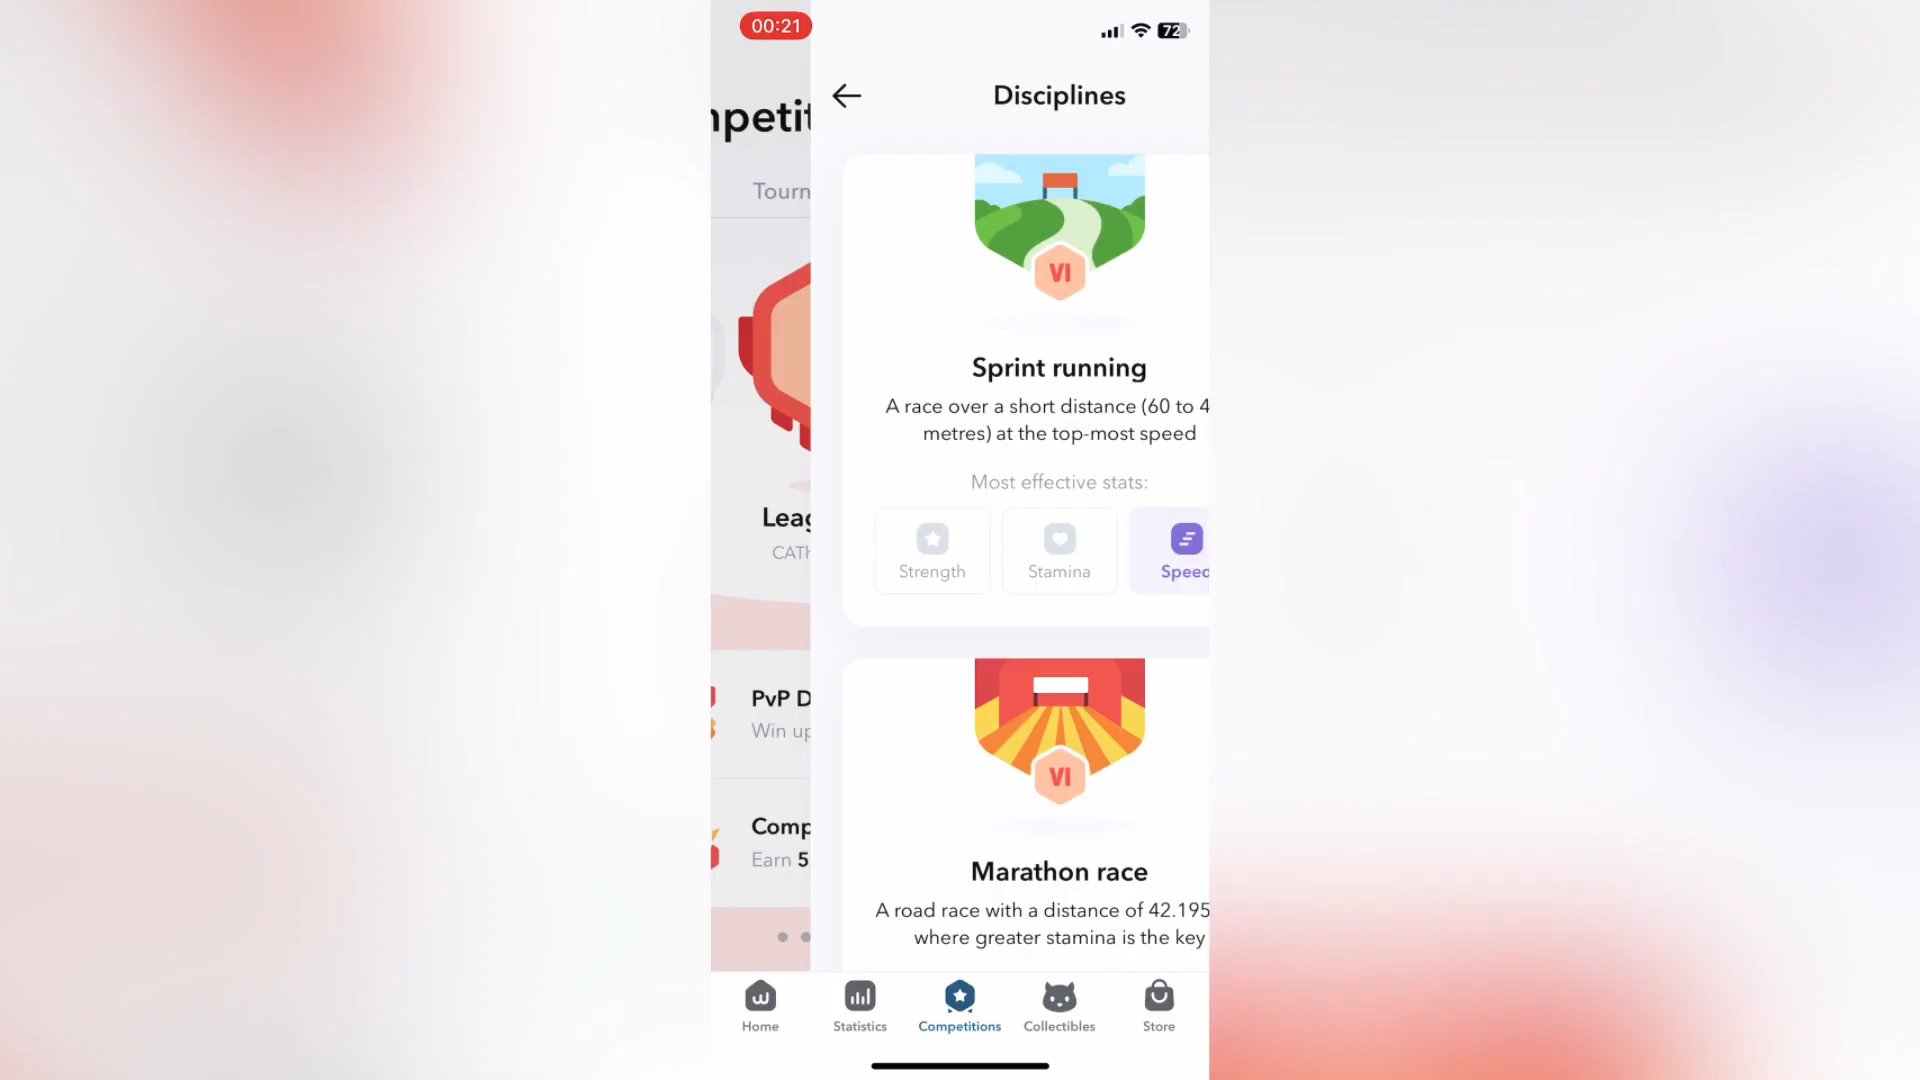 00:21
72
Disciplines
Tourn
VI
Sprint running
A race over a short distance (60 to 4
metres) at the top-most speed
Most effective stats:
Strength
Stamina
Speed
Leag
CATh
PvP D
Win up
Comp
Earn 5
VI
Marathon race
A road race with a distance of 42.195
where greater stamina is the key
Home
Statistics
Competitions
Collectibles
Store